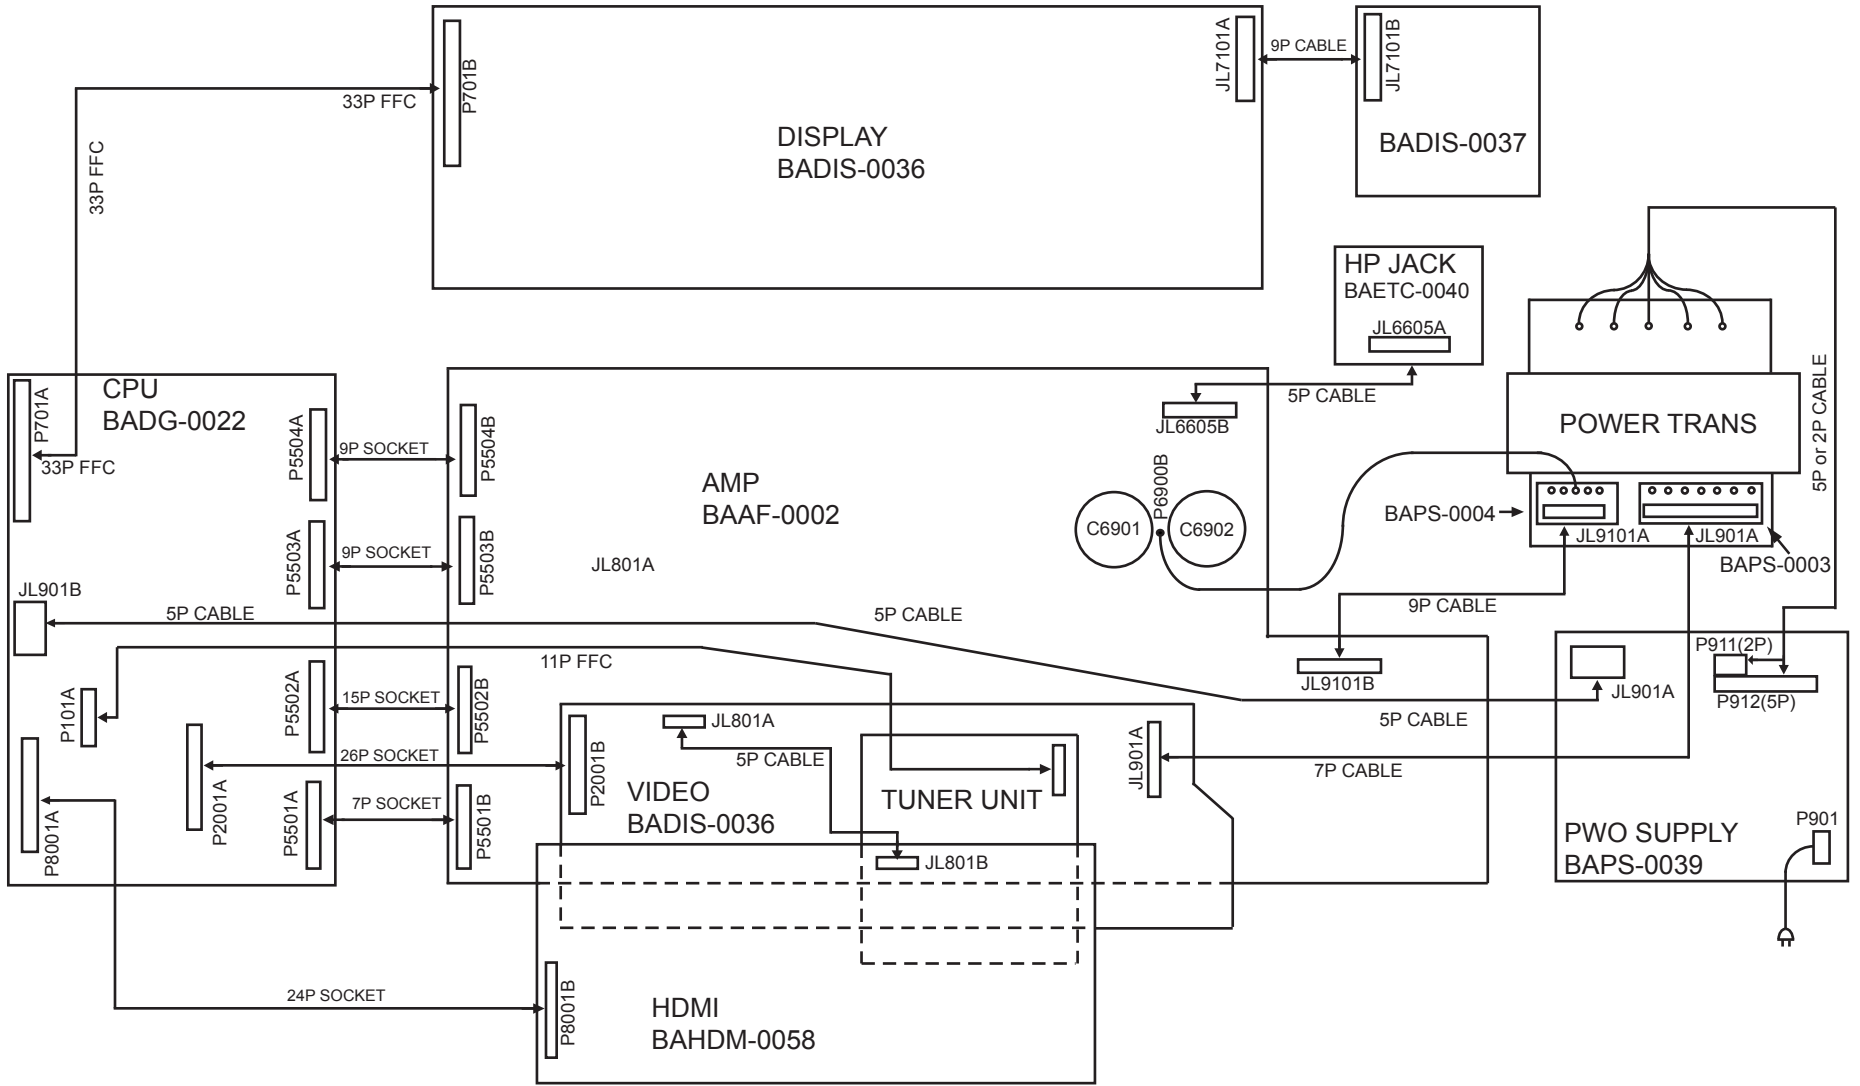 P701B
33P FFC
33P FFC
DISPLAY
BADIS-0036
JL7101A
9P CABLE
JL7101B
BADIS-0037
HP JACK
BAETC-0040
JL6605A
5P CABLE
JL6605B
5P or 2P CABLE
POWER TRANS
CPU
BADG-0022
P701A
33P FFC
P5504A
9P SOCKET
P5504B
P5503A
9P SOCKET
P5503B
AMP
BAAF-0002
JL801A
C6901
P6900B
C6902
BAPS-0004
JL9101A
JL901A
BAPS-0003
JL901B
5P CABLE
5P CABLE
9P CABLE
11P FFC
JL9101B
P101A
P5502A
15P SOCKET
P5502B
P2001A
26P SOCKET
P2001B
P8001A
P5501A
7P SOCKET
P5501B
JL801A
5P CABLE
VIDEO
BADIS-0036
TUNER UNIT
JL801B
JL901A
5P CABLE
7P CABLE
JL901A
P911(2P)
P912(5P)
PWO SUPPLY
BAPS-0039
P901
24P SOCKET
P8001B
HDMI
BAHDM-0058